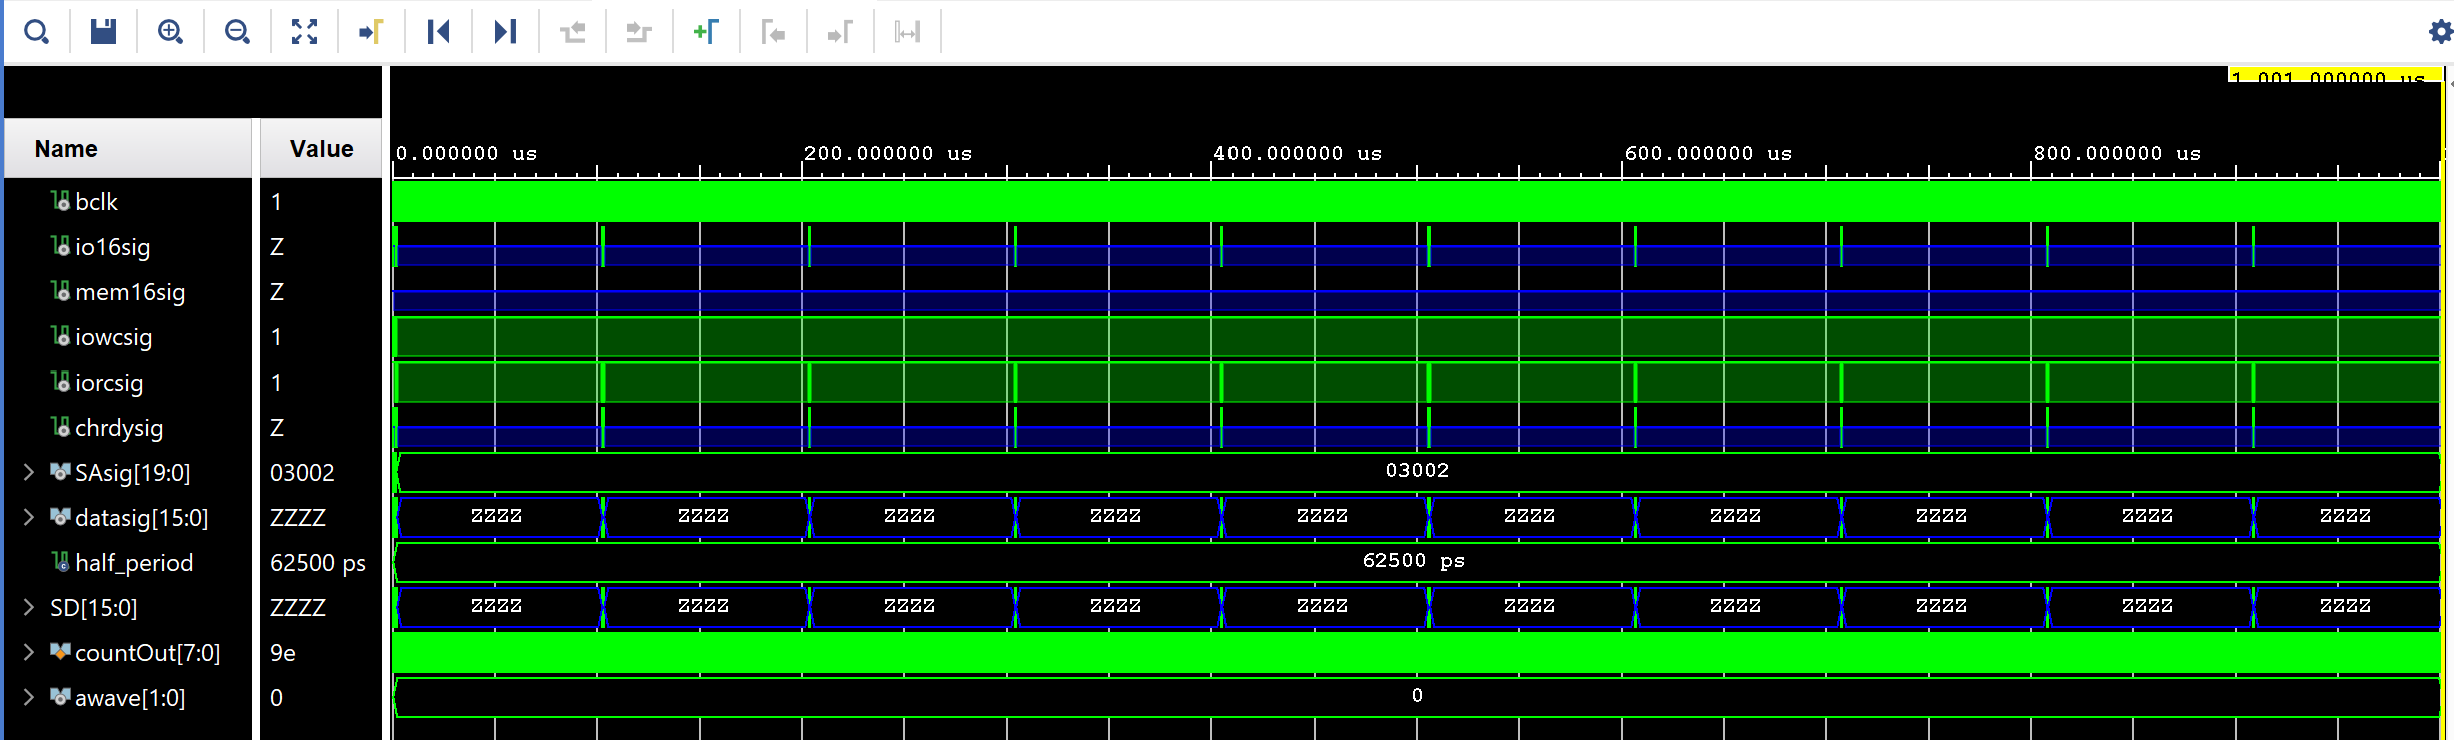 1 001.000000 us
Name Value
0.000000 us 200.000000 us 400.000000 us 600.000000 us 800.000000 us
bclk 1
io16sig Z
mem16sig Z
iowcsig 1
iorcsig 1
chrdysig Z
SAsig[19:0] 03002 03002
datasig[15:0] ZZZZ ZZZZ ZZZZ ZZZZ ZZZZ ZZZZ ZZZZ ZZZZ ZZZZ ZZZZ ZZZZ
half_period 62500 ps 62500 ps
SD[15:0] ZZZZ ZZZZ ZZZZ ZZZZ ZZZZ ZZZZ ZZZZ ZZZZ ZZZZ ZZZZ ZZZZ
countOut[7:0] 9e
awave[1:0] 0 0